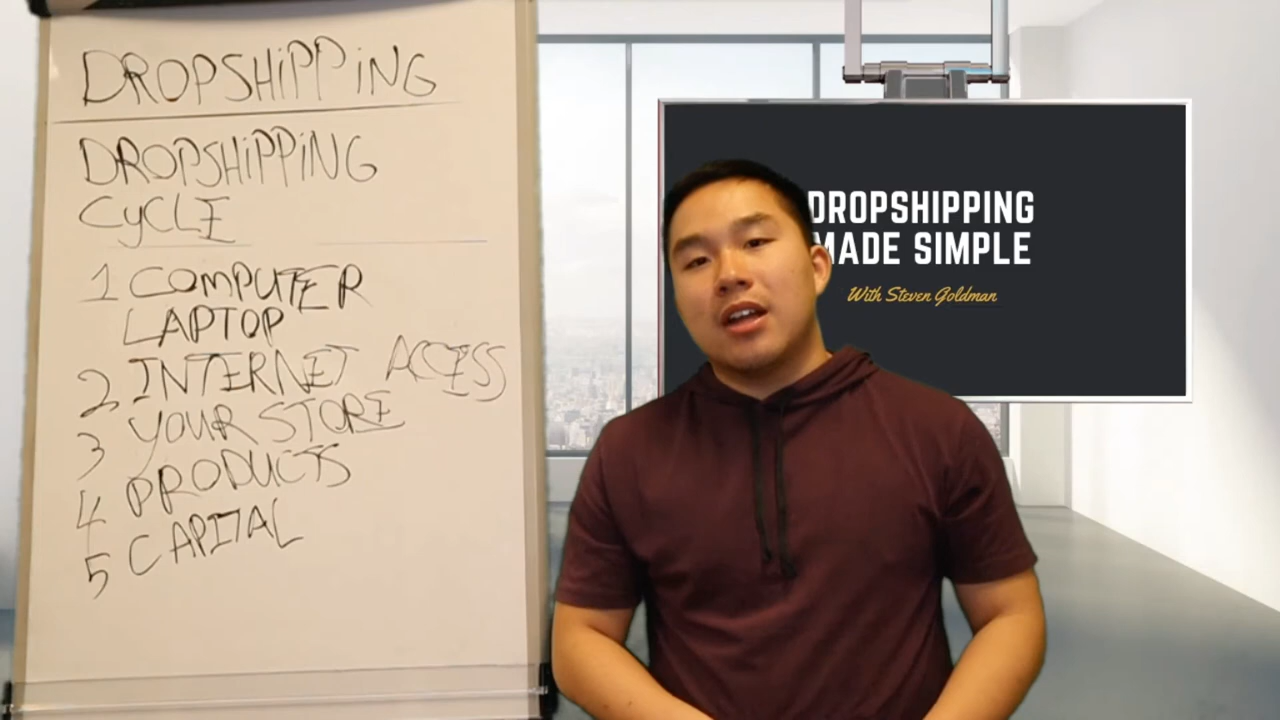 DROPSHiPPiNG
DROPSHiPPiNG
CyCLE
1 COMPUTER
LAPTOP
2 INTERNET ACCESS
3 YOUR STORE
4 PRODUCTS
5 CAPITAL
DROPSHIPPING
MADE SIMPLE
With Steven Goldman